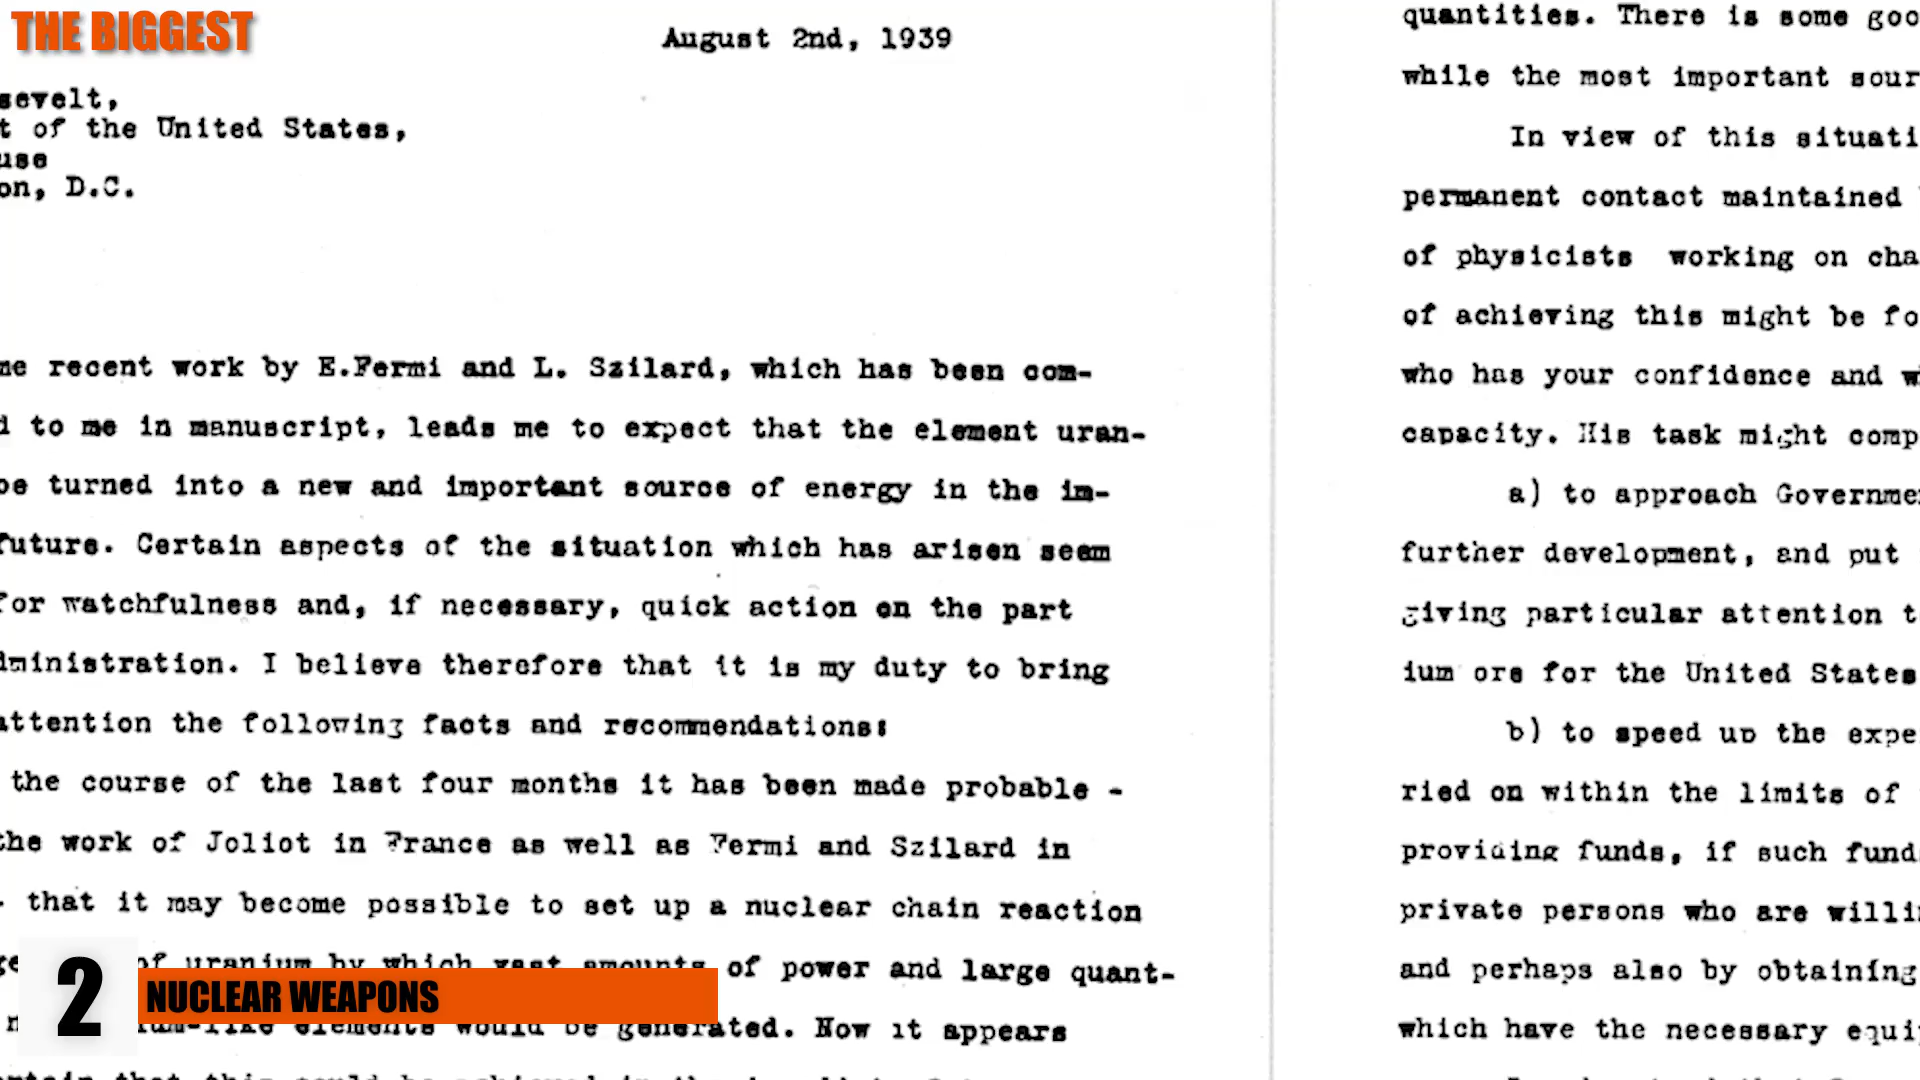 THE BIGGEST
August 2nd, 1939
sevelt,
t of the United States,
use
on, D.C.
me recent work by E.Fermi and L. Szilard, which has been com-
d to me in manuscript, leads me to expect that the element uran-
be turned into a new and important source of energy in the im-
future. Certain aspects of the situation which has arisen seem
for watchfulness and, if necessary, quick action on the part
dministration. I believe therefore that it is my duty to bring
attention the following facts and recommendations:
the course of the last four months it has been made probable -
the work of Joliot in France as well as Fermi and Szilard in
- that it may become possible to set up a nuclear chain reaction
of uranium by which vast amounts of power and large quant-
ium-like elements would be generated. Now it appears
quantities. There is some goo
while the most important sour
In view of this situati
permanent contact maintained
of physicists working on cha
of achieving this might be fo
who has your confidence and w
capacity. His task might comp
a) to approach Governme
further development, and put
giving particular attention t
ium ore for the United States
b) to speed up the expe
ried on within the limits of
providing funds, if such fund
private persons who are willi
and perhaps also by obtaining
which have the necessary equi
2
NUCLEAR WEAPONS